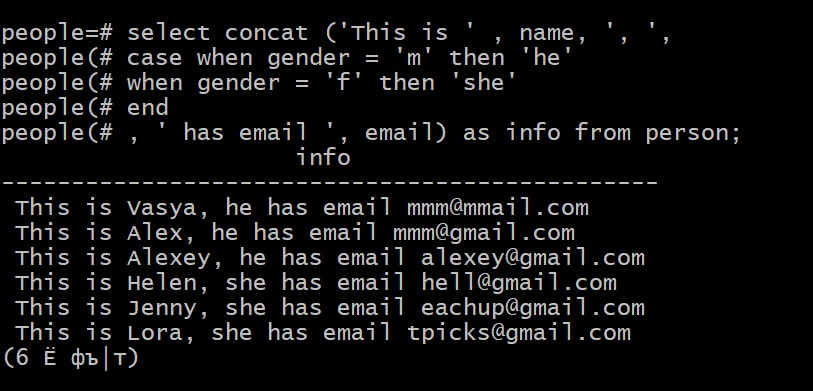 people=# select concat ('This is ' , name, ', ',
people(# case when gender = 'm' then 'he'
people(# when gender = 'f' then 'she'
people(# end
people(# , ' has email ', email) as info from person;
info
-----------------------------------------------
This is Vasya, he has email mmm@mmail.com
This is Alex, he has email mmm@gmail.com
This is Alexey, he has email alexey@gmail.com
This is Helen, she has email hell@gmail.com
This is Jenny, she has email eachup@gmail.com
This is Lora, she has email tpicks@gmail.com
(6 Ё фъ|т)